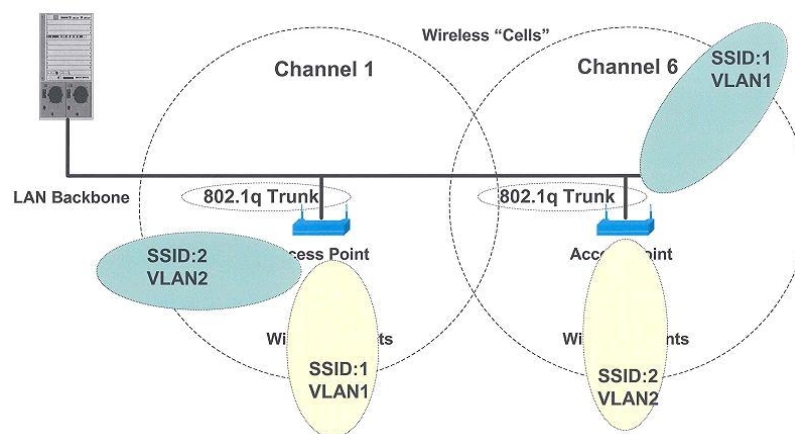 Wireless “Cells”
Channel 1
Channel 6
SSID:1
VLAN1
LAN Backbone
802.1q Trunk
802.1q Trunk
SSID:2
VLAN2
Point
SSID:1
VLAN1
SSID:2
VLAN2